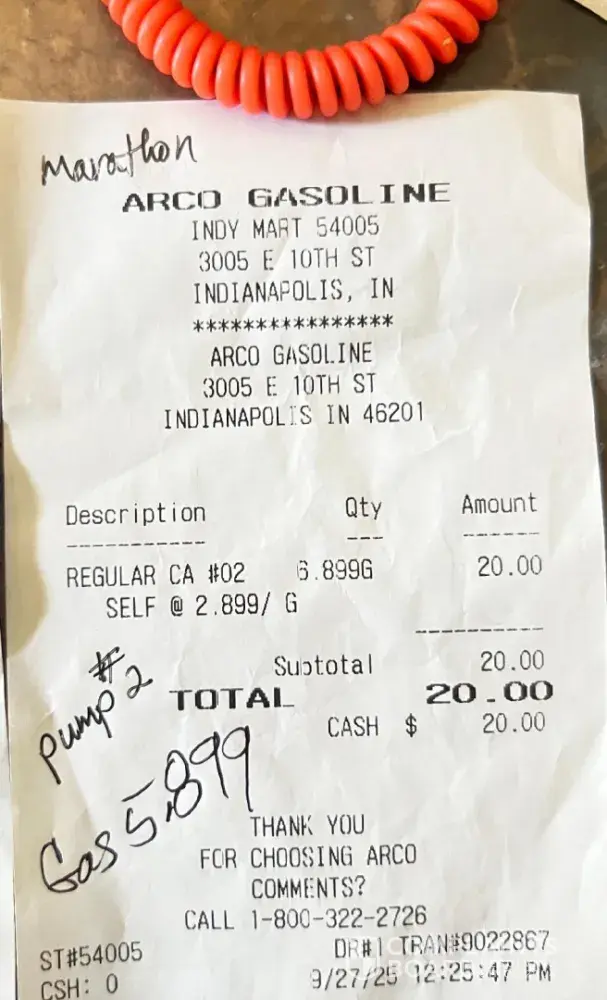 Marathon
ARCO GASOLINE
INDY MART 54005
3005 E 10TH ST
INDIANAPOLIS, IN
****************
ARCO GASOLINE
3005 E 10TH ST
INDIANAPOLIS IN 46201
Description Qty Amount
----------- --- ------
REGULAR CA #02 6.899G 20.00
SELF @ 2.899/ G
----------
Subtotal 20.00
TOTAL 20.00
CASH $ 20.00
pump #2
Gas 5.899
THANK YOU
FOR CHOOSING ARCO
COMMENTS?
CALL 1-800-322-2726
ST#54005 DR#1 TRAN#9022867
CSH: 0 9/27/25 12:25:47 PM